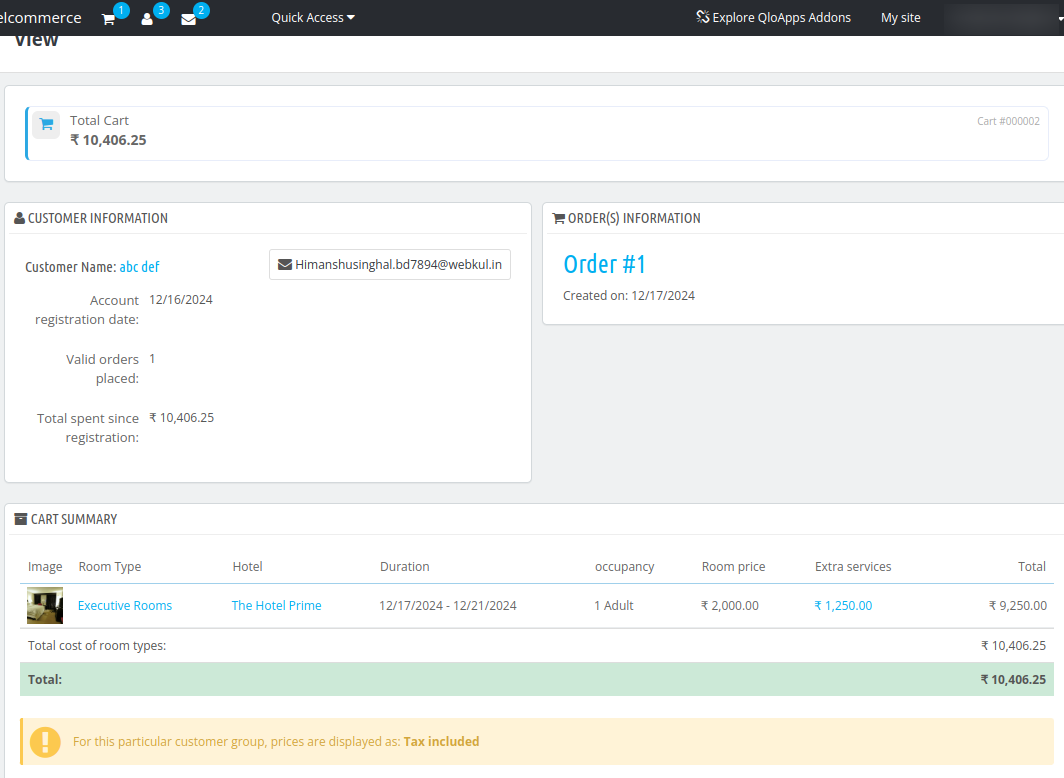 elcommerce 1 3 2 Quick Access Explore QloApps Addons My site
View
Total Cart Cart #000002
₹ 10,406.25
CUSTOMER INFORMATION
Customer Name: abc def Himanshusinghal.bd7894@webkul.in
Account registration date: 12/16/2024
Valid orders placed: 1
Total spent since registration: ₹ 10,406.25
ORDER(S) INFORMATION
Order #1
Created on: 12/17/2024
CART SUMMARY
Image Room Type Hotel Duration occupancy Room price Extra services Total
Executive Rooms The Hotel Prime 12/17/2024 - 12/21/2024 1 Adult ₹ 2,000.00 ₹ 1,250.00 ₹ 9,250.00
Total cost of room types: ₹ 10,406.25
Total: ₹ 10,406.25
For this particular customer group, prices are displayed as: Tax included